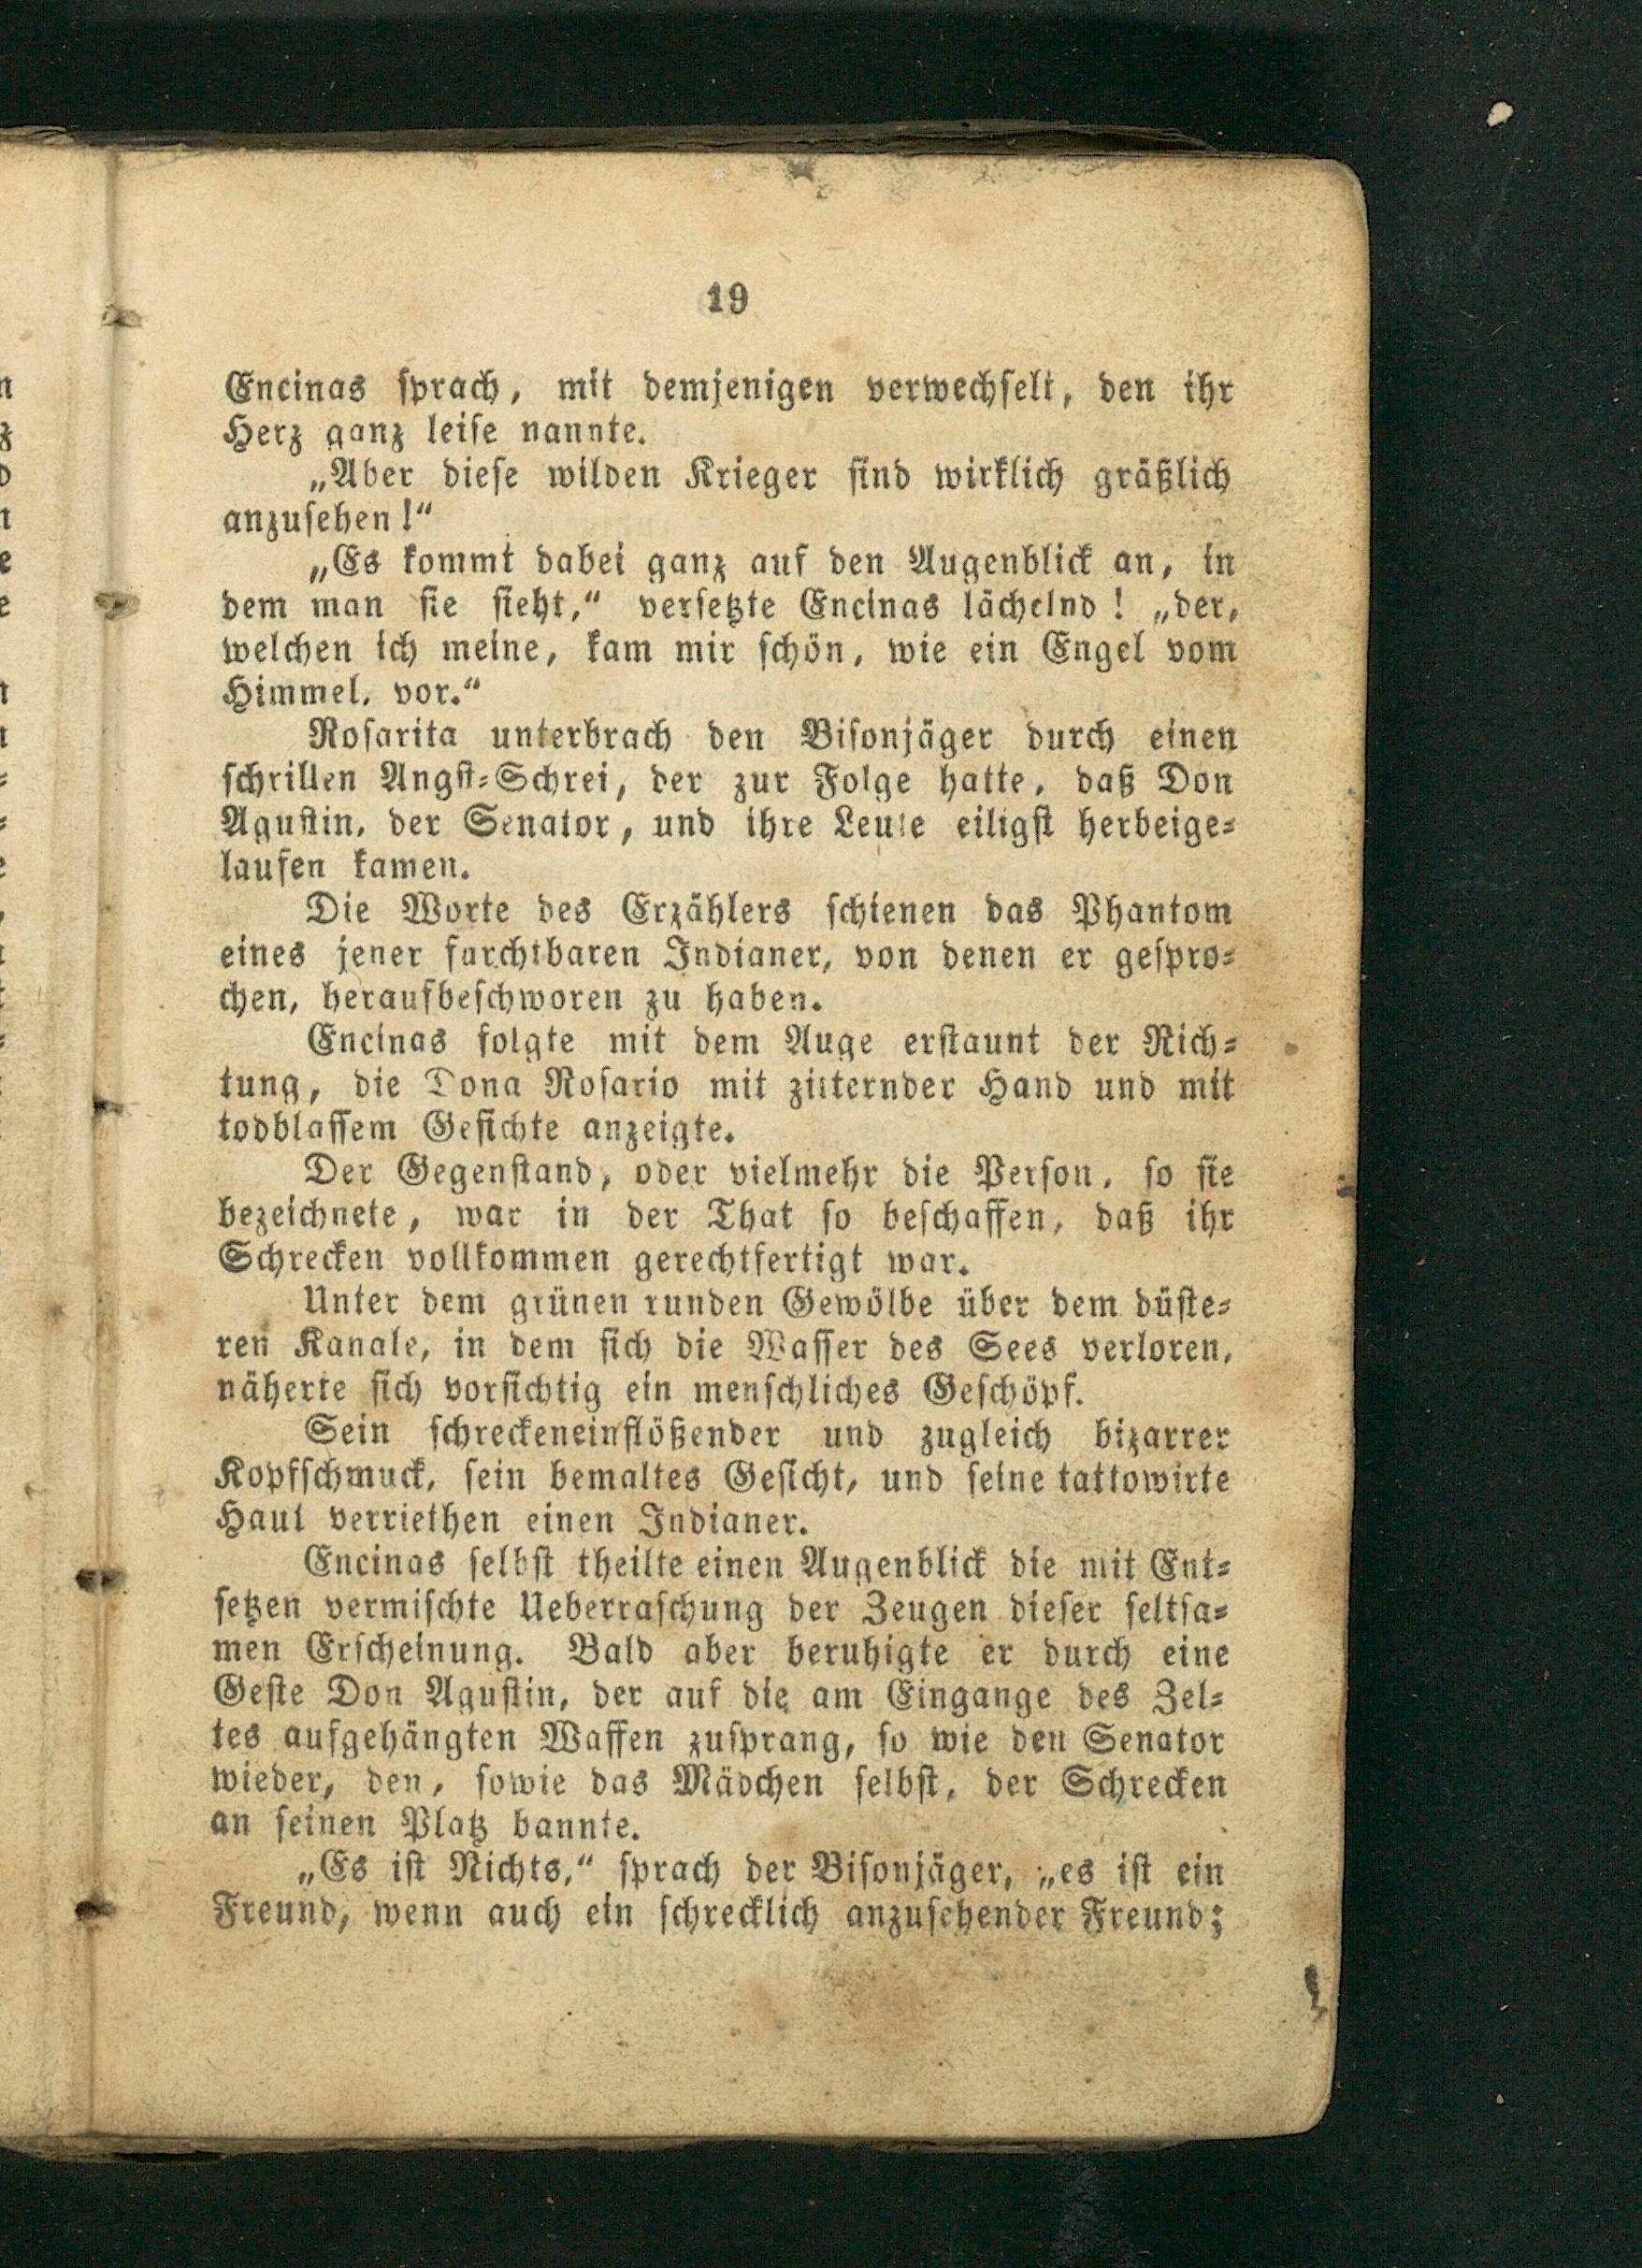 19
Encinas ſprach, mit demjenigen verwechſelt, den ihr
Herz ganz leiſe nannte.
„Aber dieſe wilden Krieger ſind wirklich gräßlich
anzuſehen!“
„Es kommt dabei ganz auf den Augenblick an, in
dem man ſie ſieht,“ verſetzte Encinas lächelnd! „der,
welchen ich meine, kam mir ſchön, wie ein Engel vom
Himmel, vor.“
Roſarita unterbrach den Biſonjäger durch einen
ſchrillen Angſt-Schrei, der zur Folge hatte, daß Don
Aguſtin, der Senator, und ihre Leute eiligſt herbeige-
laufen kamen.
Die Worte des Erzählers ſchienen das Phantom
eines jener furchtbaren Indianer, von denen er geſpro-
chen, heraufbeſchworen zu haben.
Encinas folgte mit dem Auge erſtaunt der Rich-
tung, die Dona Roſario mit zitternder Hand und mit
todblaſſem Geſichte anzeigte.
Der Gegenſtand, oder vielmehr die Perſon, ſo ſie
bezeichnete, war in der That ſo beſchaffen, daß ihr
Schrecken vollkommen gerechtfertigt war.
Unter dem grünen runden Gewölbe über dem düſte-
ren Kanale, in dem ſich die Waſſer des Sees verloren,
näherte ſich vorſichtig ein menſchliches Geſchöpf.
Sein ſchreckeneinflößender und zugleich bizarrer
Kopfſchmuck, ſein bemaltes Geſicht, und ſeine tattowirte
Haut verriethen einen Indianer.
Encinas ſelbſt theilte einen Augenblick die mit Ent-
ſetzen vermiſchte Ueberraſchung der Zeugen dieſer ſeltſa-
men Erſcheinung. Bald aber beruhigte er durch eine
Geſte Don Aguſtin, der auf die am Eingange des Zel-
tes aufgehängten Waffen zuſprang, ſo wie den Senator
wieder, den, ſowie das Mädchen ſelbſt, der Schrecken
an ſeinen Platz bannte.
„Es iſt Nichts,“ ſprach der Biſonjäger, „es iſt ein
Freund, wenn auch ein ſchrecklich anzuſehender Freund;